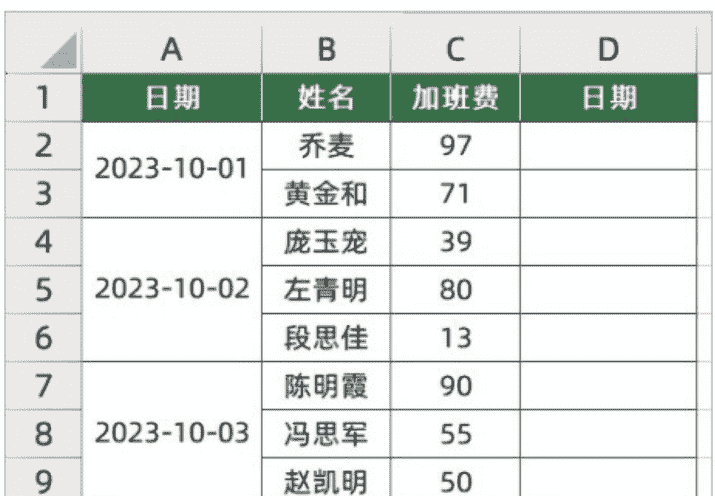 A B C D
1 日期 姓名 加班费 日期
2 2023-10-01 乔麦 97
3 黄金和 71
4 庞玉宠 39
5 2023-10-02 左青明 80
6 段思佳 13
7 陈明霞 90
8 2023-10-03 冯思军 55
9 赵凯明 50